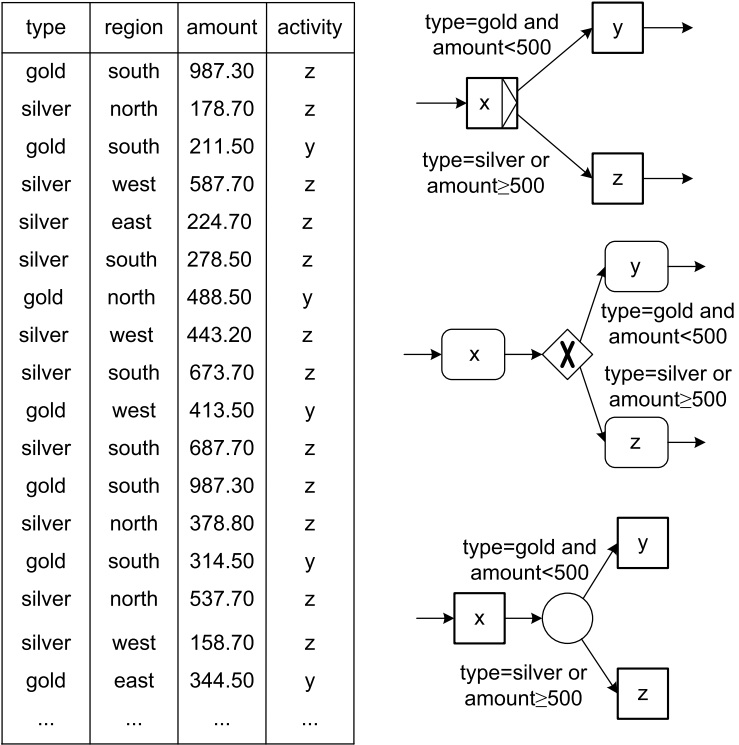 type region amount activity
gold south 987.30 z
silver north 178.70 z
gold south 211.50 y
silver west 587.70 z
silver east 224.70 z
silver south 278.50 z
gold north 488.50 y
silver west 443.20 z
silver south 673.70 z
gold west 413.50 y
silver south 687.70 z
gold south 987.30 z
silver north 378.80 z
gold south 314.50 y
silver north 537.70 z
silver west 158.70 z
gold east 344.50 y
... ... ... ...
type=gold and
amount<500
y
x
type=silver or
amount≥500
z
y
type=gold and
amount<500
x
X
type=silver or
amount≥500
z
type=gold and
amount<500
y
x
type=silver or
amount≥500
z